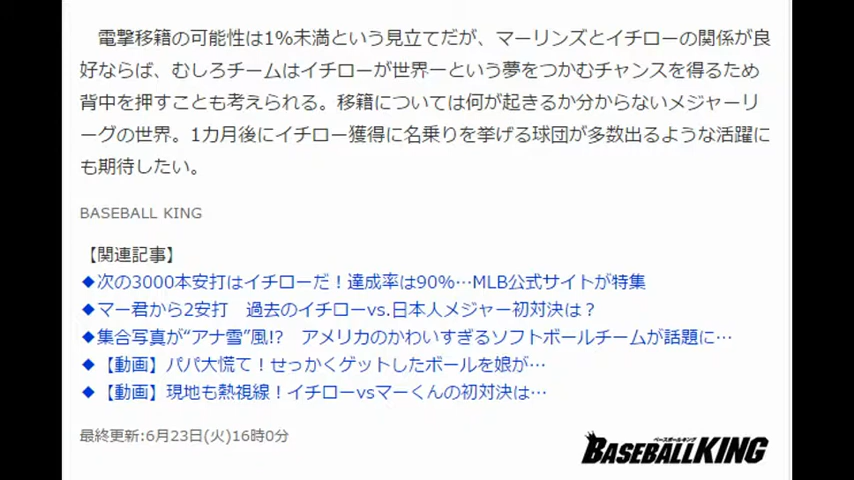 電撃移籍の可能性は1%未満という見立てだが、マーリンズとイチローの関係が良
好ならば、むしろチームはイチローが世界一という夢をつかむチャンスを得るため
背中を押すことも考えられる。移籍については何が起きるか分からないメジャーリ
ーグの世界。1カ月後にイチロー獲得に名乗りを挙げる球団が多数出るような活躍に
も期待したい。
BASEBALL KING
【関連記事】
◆次の3000本安打はイチローだ！達成率は90%…MLB公式サイトが特集
◆マー君から2安打　過去のイチローvs.日本人メジャー初対決は？
◆集合写真が“アナ雪”風!?　アメリカのかわいすぎるソフトボールチームが話題に…
◆【動画】パパ大慌て！せっかくゲットしたボールを娘が…
◆【動画】現地も熱視線！イチローvsマーくんの初対決は…
最終更新:6月23日(火)16時0分
ベースボールキング
BASEBALL KING